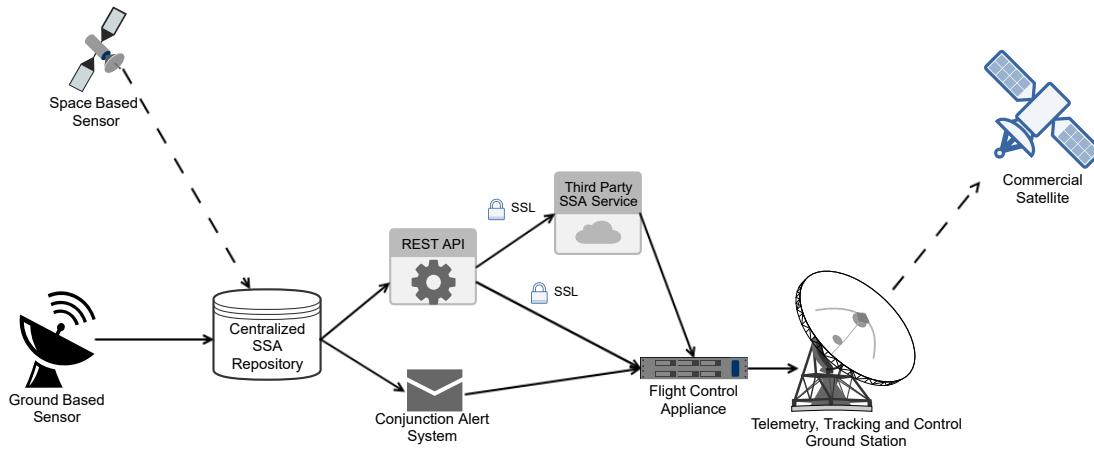 Space Based
Sensor
Commercial
Satellite
Third Party
SSA Service
SSL
REST API
SSL
Centralized
SSA
Repository
Ground Based
Sensor
Conjunction Alert
System
Flight Control
Appliance
Telemetry, Tracking and Control
Ground Station